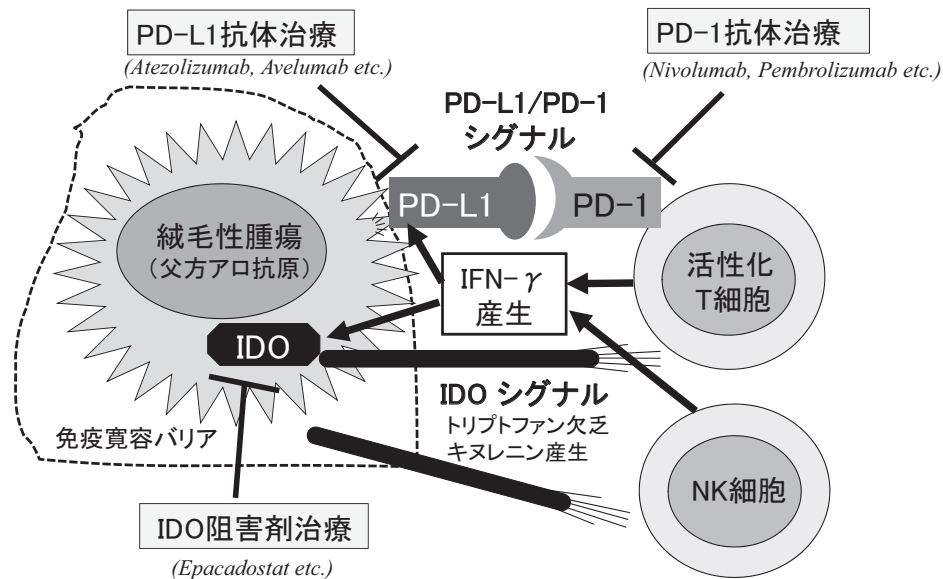 PD-L1抗体治療
(Atezolizumab, Avelumab etc.)
PD-1抗体治療
(Nivolumab, Pembrolizumab etc.)
PD-L1/PD-1
シグナル
PD-L1
PD-1
絨毛性腫瘍
（父方アロ抗原）
IFN-γ
産生
活性化
T細胞
IDO
IDO シグナル
トリプトファン欠乏
キヌレニン産生
免疫寛容バリア
NK細胞
IDO阻害剤治療
(Epacadostat etc.)